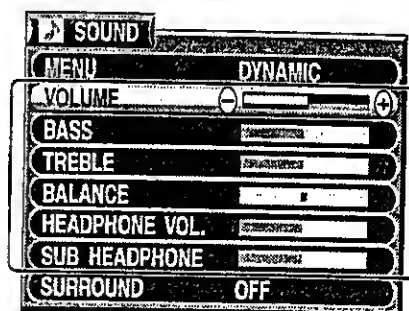 SOUND
MENU DYNAMIC
VOLUME
BASS
TREBLE
BALANCE
HEADPHONE VOL.
SUB HEADPHONE
SURROUND OFF